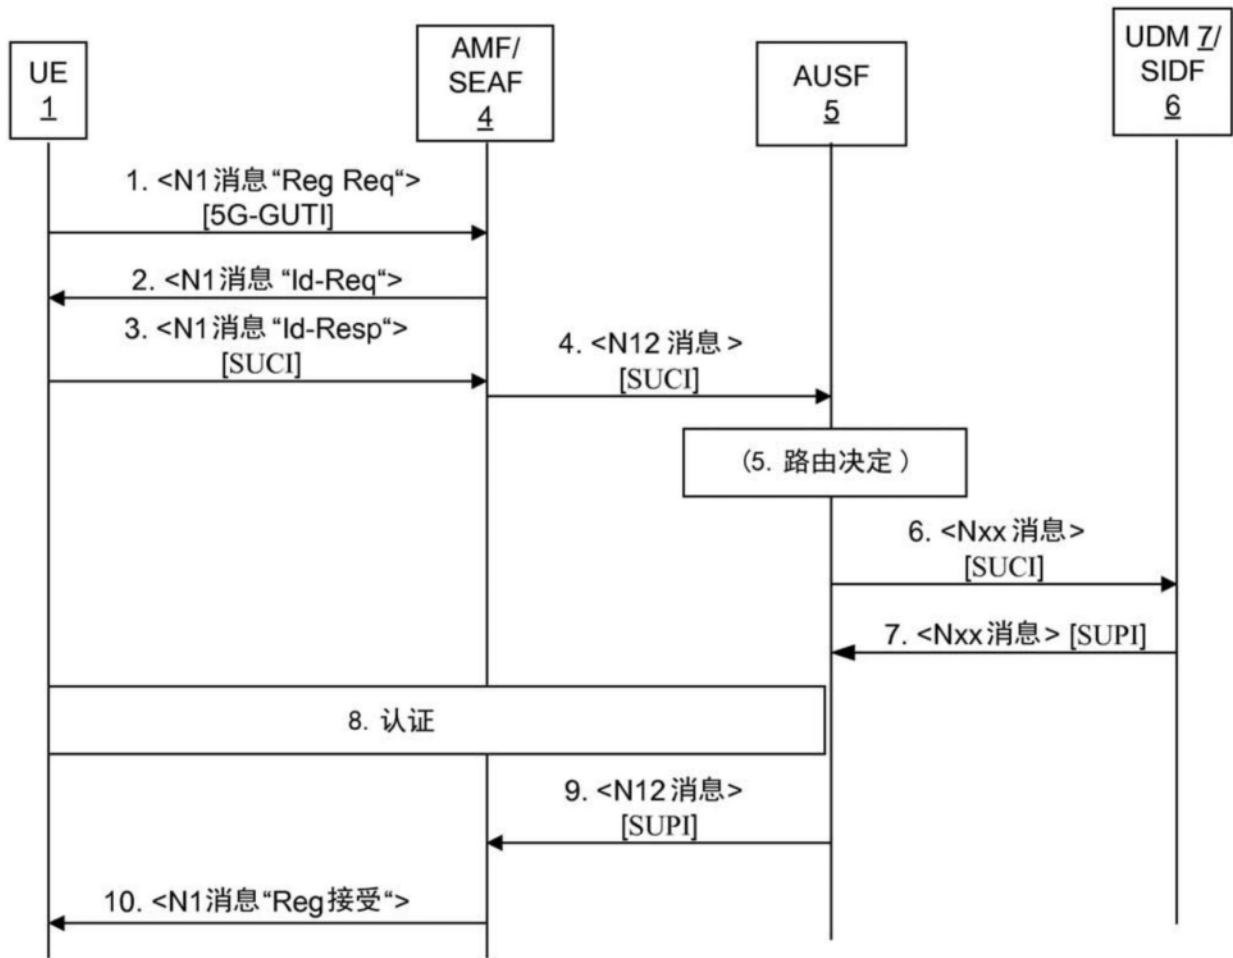 UE
1
AMF/
SEAF
4
AUSF
5
UDM 7/
SIDF
6
1. <N1消息“Reg Req“>
[5G-GUTI]
2. <N1消息 “Id-Req“>
3. <N1消息“Id-Resp“>
[SUCI]
4. <N12 消息>
[SUCI]
(5. 路由决定)
6. <Nxx 消息>
[SUCI]
7. <Nxx消息> [SUPI]
8. 认证
9. <N12消息>
[SUPI]
10. <N1消息“Reg接受“>